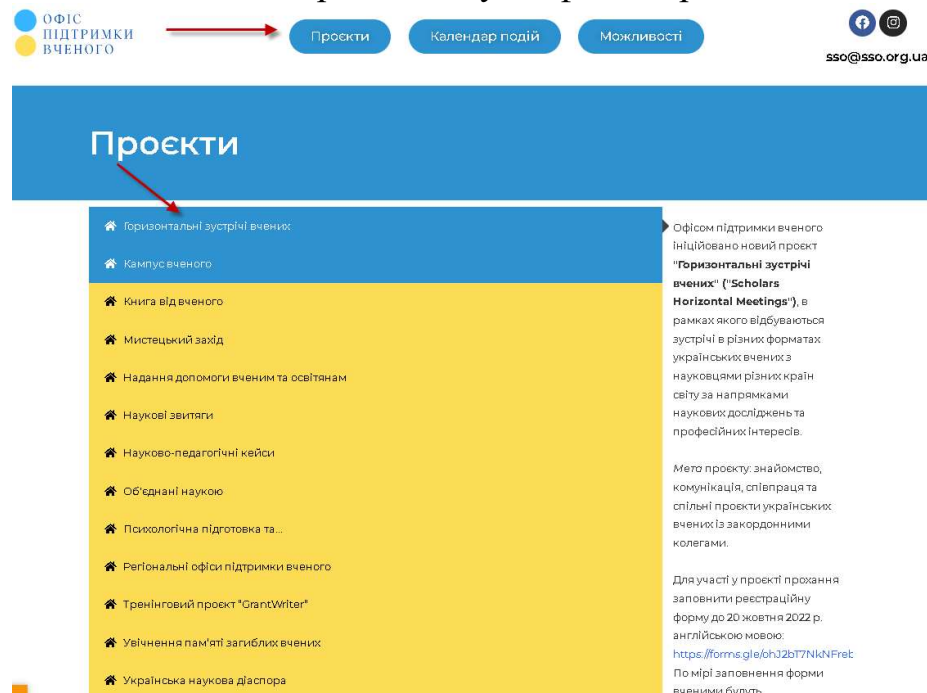 ОФІС
ПІДТРИМКИ
ВЧЕНОГО
Проєкти
Календар подій
Можливості
sso@sso.org.ua
Проєкти
Горизонтальні зустрічі вчених
Кампус вченого
Книга від вченого
Мистецький захід
Надання допомоги вченим та освітянам
Наукові звитяги
Науково-педагогічні кейси
Об'єднані наукою
Психологічна підготовка та...
Регіональні офіси підтримки вченого
Тренінговий проєкт "GrantWriter"
Увічнення пам'яті загиблих вчених
Українська наукова діаспора
Офісом підтримки вченого
ініційовано новий проєкт
"Горизонтальні зустрічі
вчених" ("Scholars
Horizontal Meetings"), в
рамках якого відбуваються
зустрічі в різних форматах
українських вчених з
науковцями різних країн
світу за напрямками
наукових досліджень та
професійних інтересів.
Мета проєкту: знайомство,
комунікація, співпраця та
спільні проєкти українських
вчених із закордонними
колегами.
Для участі у проєкті прохання
заповнити реєстраційну
форму до 20 жовтня 2022 р.
англійською мовою:
https://forms.gle/ohJ2bT7NkNFreb
По мірі заповнення форми
вченими будуть